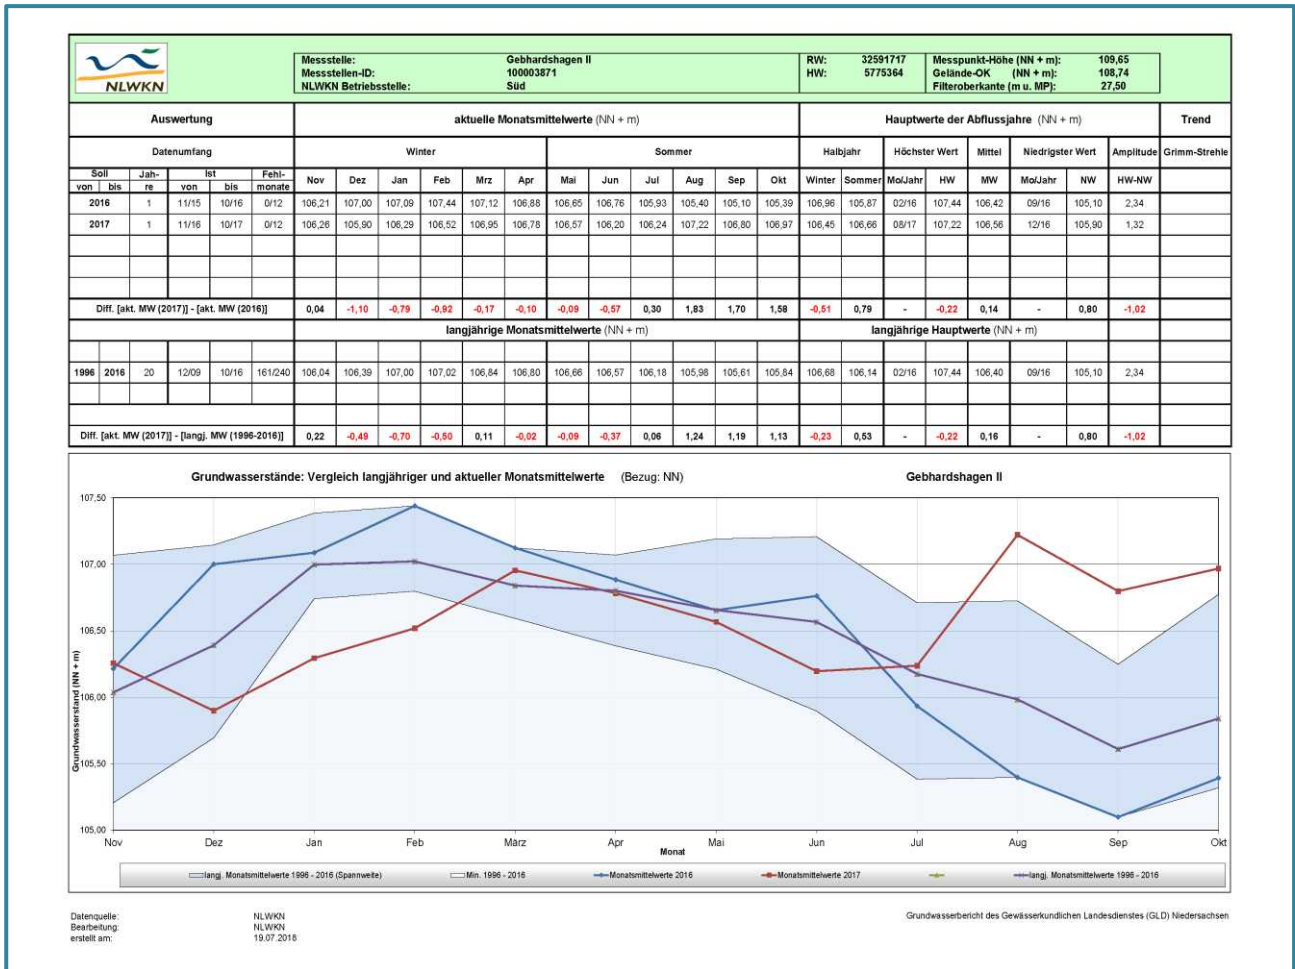 NLWKN
Messstelle: Gebhardshagen II
Messstellen-ID: 100003871
NLWKN Betriebsstelle: Süd
RW: 32591717
HW: 5775364
Messpunkt-Höhe (NN + m): 109,65
Gelände-OK (NN + m): 108,74
Filteroberkante (m u. MP): 27,50
Auswertung aktuelle Monatsmittelwerte (NN + m) Hauptwerte der Abflussjahre (NN + m) Trend
Datenumfang Winter Sommer Halbjahr Höchster Wert Mittel Niedrigster Wert Amplitude Grimm-Strehle
Soll Jah- Ist Fehl-
von bis re von bis monate Nov Dez Jan Feb Mrz Apr Mai Jun Jul Aug Sep Okt Winter Sommer Mo/Jahr HW MW Mo/Jahr NW HW-NW
2016 1 11/15 10/16 0/12 106,21 107,00 107,09 107,44 107,12 106,88 106,65 106,76 105,93 105,40 105,10 105,39 106,96 105,87 02/16 107,44 106,42 09/16 105,10 2,34
2017 1 11/16 10/17 0/12 106,26 105,90 106,29 106,52 106,95 106,78 106,57 106,20 106,24 107,22 106,80 106,97 106,45 106,66 08/17 107,22 106,56 12/16 105,90 1,32
Diff. [akt. MW (2017)] - [akt. MW (2016)] 0,04 -1,10 -0,79 -0,92 -0,17 -0,10 -0,09 -0,57 0,30 1,83 1,70 1,58 -0,51 0,79 - -0,22 0,14 - 0,80 -1,02
langjährige Monatsmittelwerte (NN + m) langjährige Hauptwerte (NN + m)
1996 2016 20 12/09 10/16 161/240 106,04 106,39 107,00 107,02 106,84 106,80 106,66 106,57 106,18 105,98 105,61 105,84 106,68 106,14 02/16 107,44 106,40 09/16 105,10 2,34
Diff. [akt. MW (2017)] - [langj. MW (1996-2016)] 0,22 -0,49 -0,70 -0,50 0,11 -0,02 -0,09 -0,37 0,06 1,24 1,19 1,13 -0,23 0,53 - -0,22 0,16 - 0,80 -1,02
Grundwasserstände: Vergleich langjähriger und aktueller Monatsmittelwerte (Bezug: NN) Gebhardshagen II
107,50
107,00
106,50
106,00
105,50
105,00
Grundwasserstand (NN + m)
Nov Dez Jan Feb März Apr Mai Jun Jul Aug Sep Okt
Monat
langj. Monatsmittelwerte 1996 - 2016 (Spannweite) Min. 1996 - 2016 Monatsmittelwerte 2016 Monatsmittelwerte 2017 langj. Monatsmittelwerte 1996 - 2016
Datenquelle: NLWKN
Bearbeitung: NLWKN
erstellt am: 19.07.2018
Grundwasserbericht des Gewässerkundlichen Landesdienstes (GLD) Niedersachsen